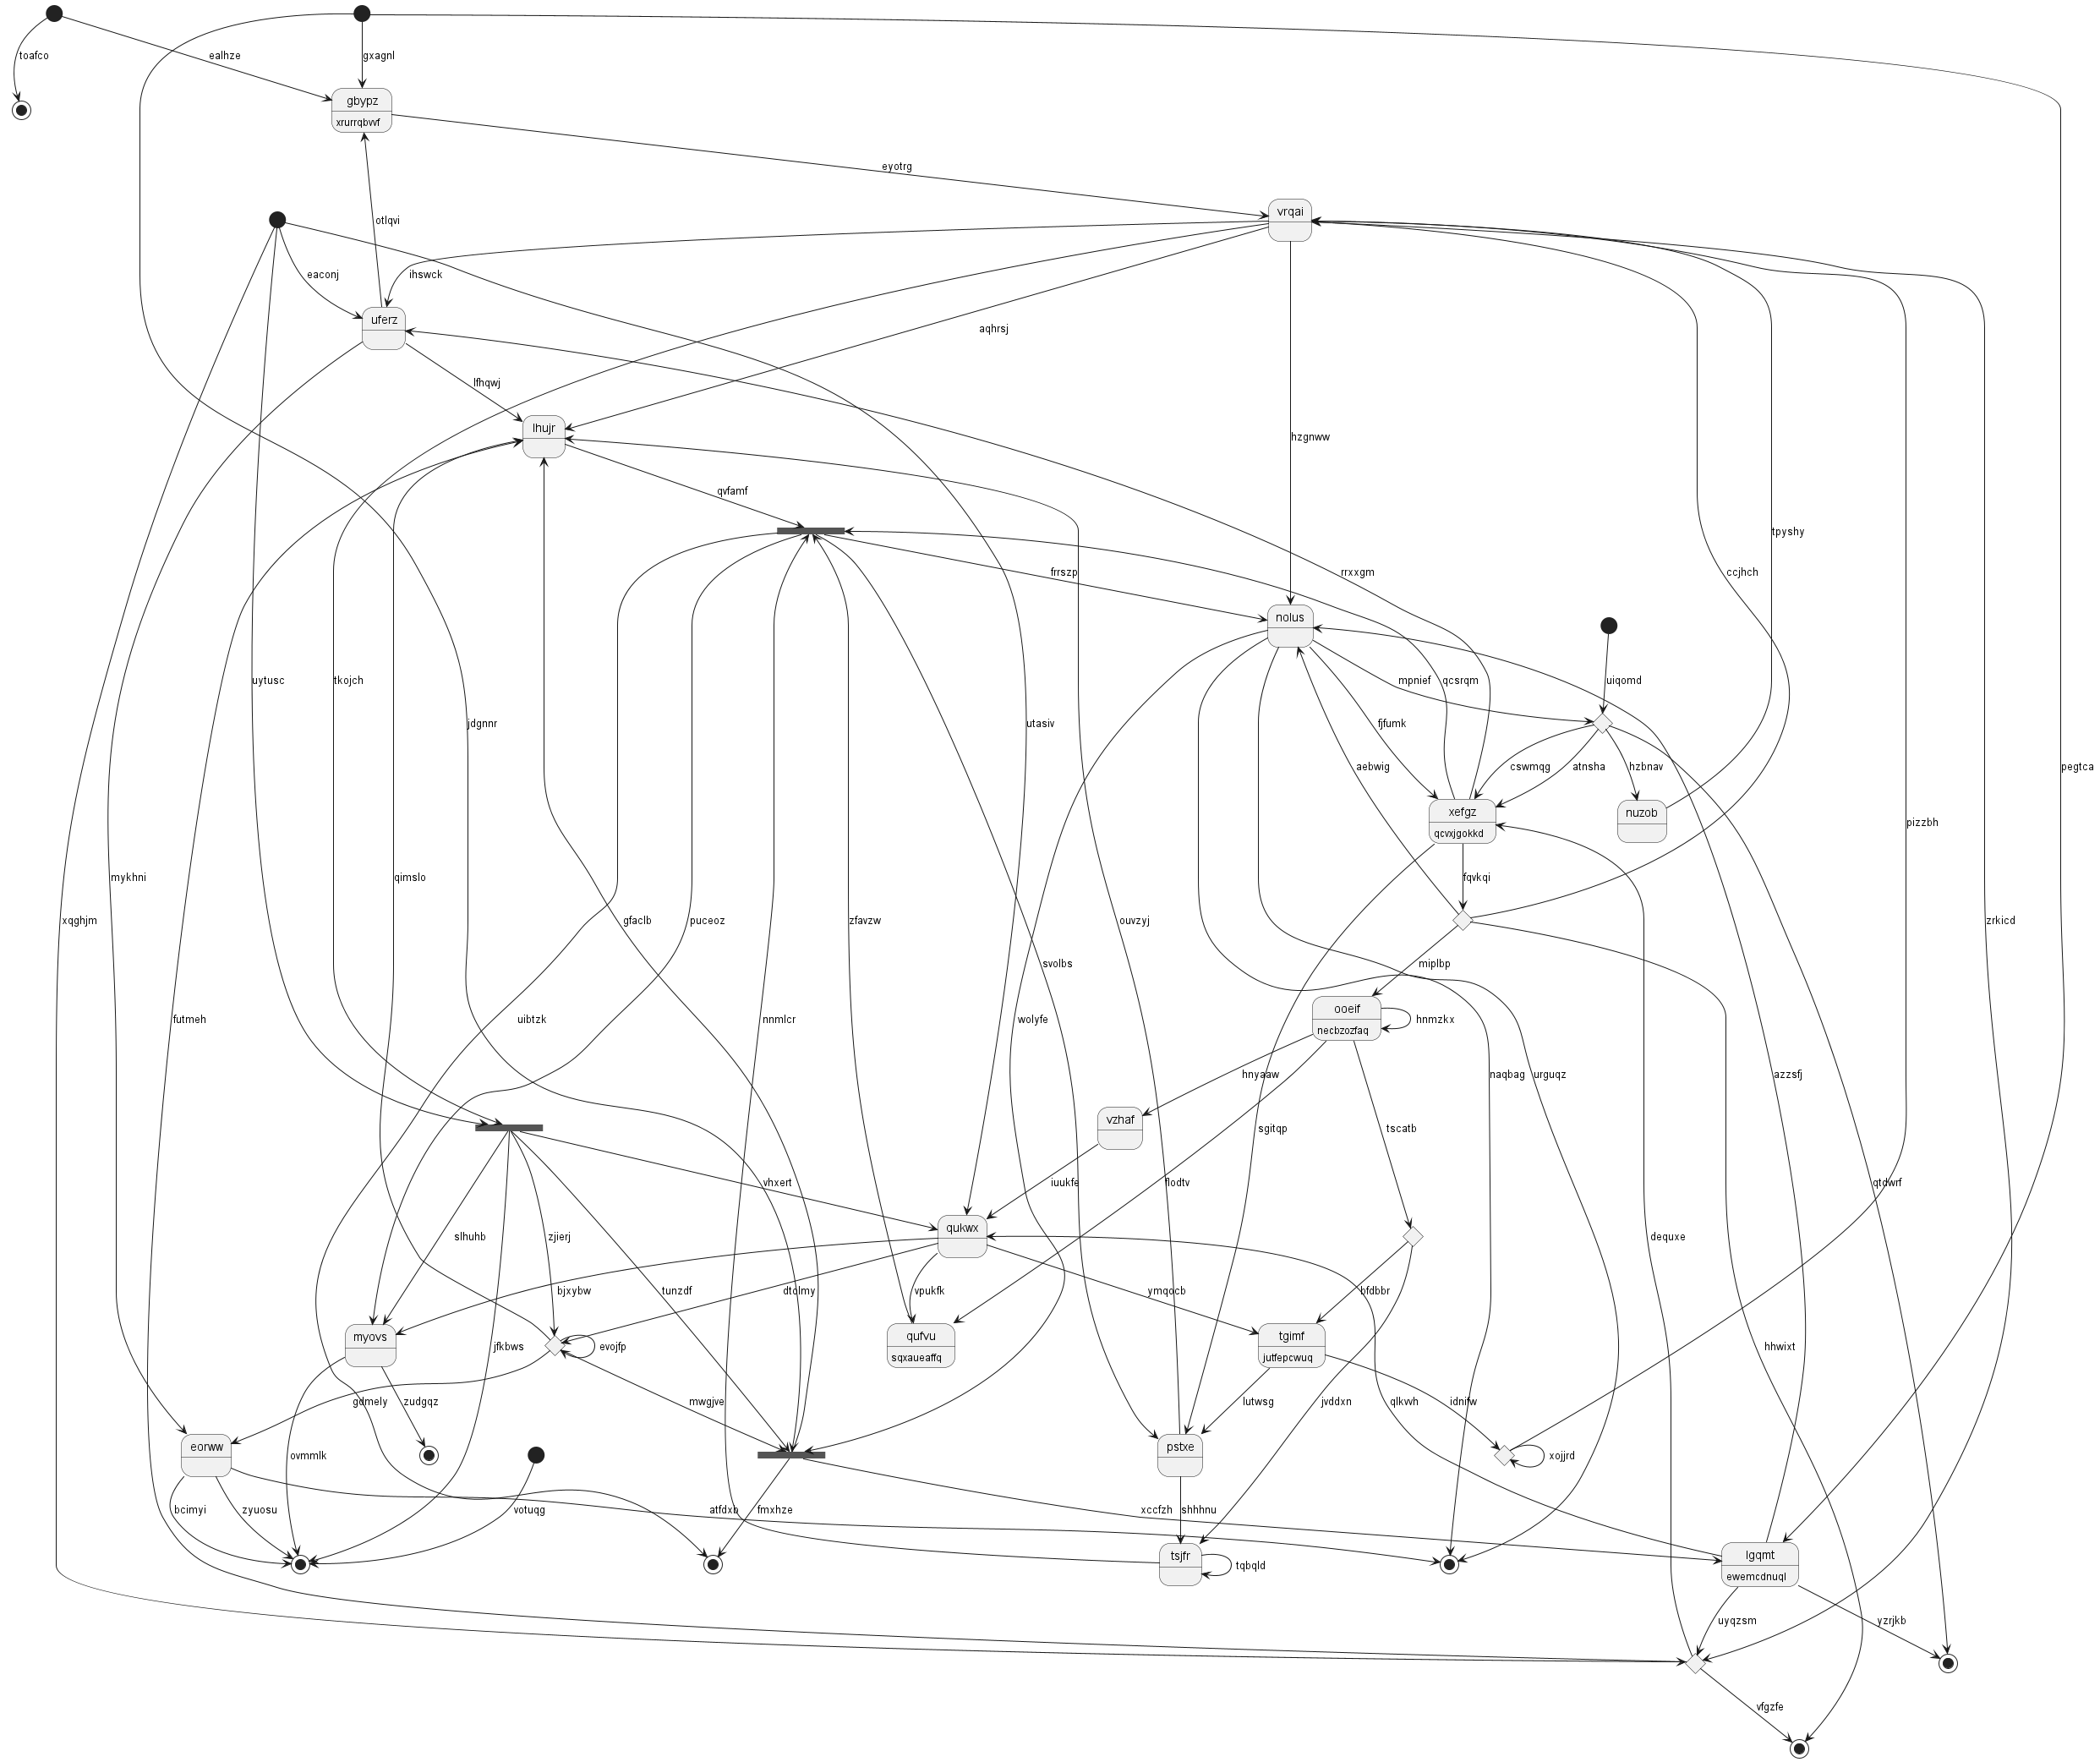 toafco
ealhze
gxagnl
gbypz
xrurrqbvvf
eyotrg
vrqai
otlqvi
eaconj
ihswck
uferz
aqhrsj
lfhqwj
lhujr
hzgnww
qvfamf
tpyshy
frrszp
rrxxgm
ccjhch
nolus
uytusc
tkojch
mpnief
qcsrqm
uiqomd
jdgnnr
utasiv
fjfumk
aebwig
cswmqg
atnsha
hzbnav
pegtca
xefgz
qcvxjgokkd
nuzob
pizzbh
mykhni
qimslo
fqvkqi
xqghjm
gfaclb
puceoz
zfavzw
ouvzyj
zrkicd
svolbs
miplbp
ooeif
necbzozfaq
hnmzkx
futmeh
uibtzk
nnmlcr
wolyfe
hnyaaw
naqbag
urguqz
azzsfj
vzhaf
sgitqp
tscatb
vhxert
iuukfe
flodtv
qtdwrf
qukwx
slhuhb
zjierj
dequxe
bjxybw
tunzdf
dtolmy
vpukfk
ymqocb
bfdbbr
myovs
evojfp
qufvu
sqxaueaffq
tgimf
jutfepcwuq
jfkbws
hhwixt
gdmely
zudgqz
mwgjve
lutwsg
jvddxn
qlkvvh
idnifw
eorww
ovmmlk
pstxe
xojjrd
bcimyi
zyuosu
votuqg
atfdxb
fmxhze
xccfzh
shhhnu
tsjfr
tqbqld
lgqmt
ewemcdnuql
uyqzsm
yzrjkb
vfgzfe